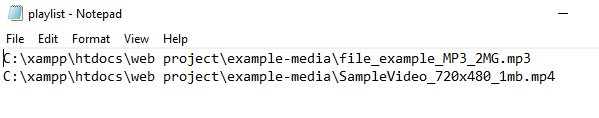 playlist - Notepad
File Edit Format View Help
C:\xampp\htdocs\web project\example-media\file_example_MP3_2MG.mp3
C:\xampp\htdocs\web project\example-media\SampleVideo_720x480_1mb.mp4